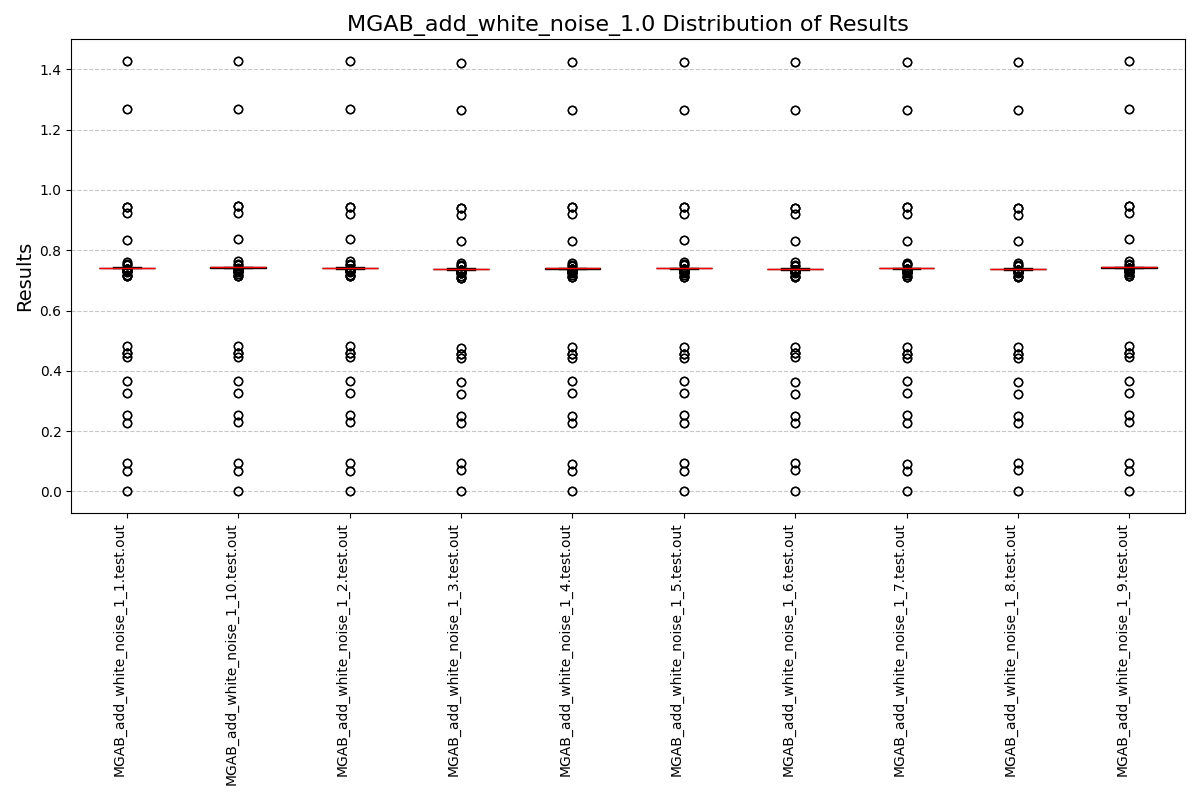 MGAB_add_white_noise_1.0 Distribution of Results
Results
1.4
1.2
1.0
0.8
0.6
0.4
0.2
0.0
MGAB_add_white_noise_1_1.test.out
MGAB_add_white_noise_1_10.test.out
MGAB_add_white_noise_1_2.test.out
MGAB_add_white_noise_1_3.test.out
MGAB_add_white_noise_1_4.test.out
MGAB_add_white_noise_1_5.test.out
MGAB_add_white_noise_1_6.test.out
MGAB_add_white_noise_1_7.test.out
MGAB_add_white_noise_1_8.test.out
MGAB_add_white_noise_1_9.test.out